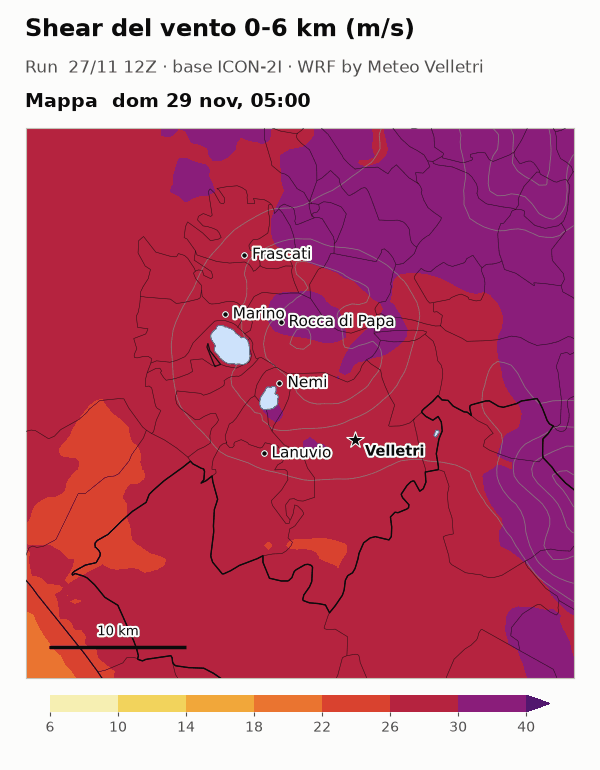 Shear del vento 0-6 km (m/s)
Run  27/11 12Z · base ICON-2I · WRF by Meteo Velletri
Mappa  dom 29 nov, 05:00
Frascati
Marino
Rocca di Papa
Nemi
Lanuvio
Velletri
10 km
6 10 14 18 22 26 30 40